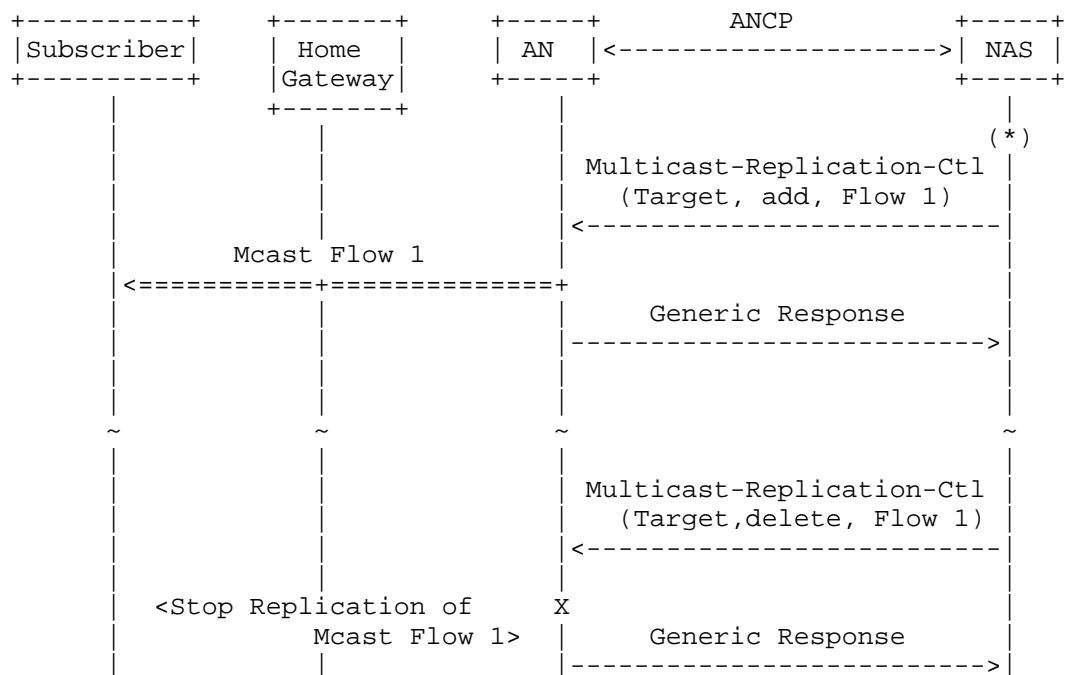 ANCP
Subscriber Home AN <-------------------> NAS
Gateway
(*)
Multicast-Replication-Ctl
(Target, add, Flow 1)
Mcast Flow 1
Generic Response
Multicast-Replication-Ctl
(Target,delete, Flow 1)
<Stop Replication of X
Mcast Flow 1> Generic Response